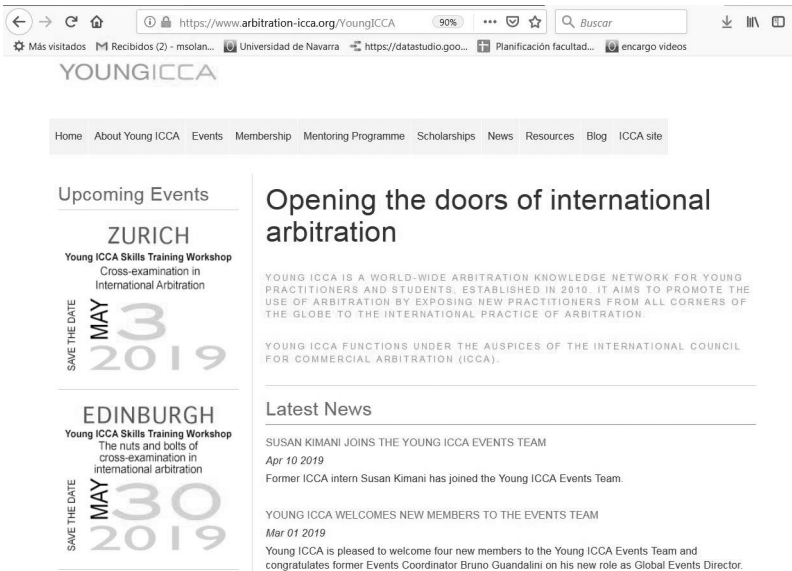 https://www.arbitration-icca.org/YoungICCA 90% Buscar
Más visitados Recibidos (2) - msolan... Universidad de Navarra https://datastudio.goo... Planificación facultad... encargo videos
YOUNGICCA
Home About Young ICCA Events Membership Mentoring Programme Scholarships News Resources Blog ICCA site
Upcoming Events
ZURICH
Young ICCA Skills Training Workshop
Cross-examination in
International Arbitration
SAVE THE DATE
MAY
3
2019
EDINBURGH
Young ICCA Skills Training Workshop
The nuts and bolts of
cross-examination in
international arbitration
SAVE THE DATE
MAY
30
2019
Opening the doors of international
arbitration
YOUNG ICCA IS A WORLD-WIDE ARBITRATION KNOWLEDGE NETWORK FOR YOUNG
PRACTITIONERS AND STUDENTS. ESTABLISHED IN 2010. IT AIMS TO PROMOTE THE
USE OF ARBITRATION BY EXPOSING NEW PRACTITIONERS FROM ALL CORNERS OF
THE GLOBE TO THE INTERNATIONAL PRACTICE OF ARBITRATION.
YOUNG ICCA FUNCTIONS UNDER THE AUSPICES OF THE INTERNATIONAL COUNCIL
FOR COMMERCIAL ARBITRATION (ICCA).
Latest News
SUSAN KIMANI JOINS THE YOUNG ICCA EVENTS TEAM
Apr 10 2019
Former ICCA intern Susan Kimani has joined the Young ICCA Events Team.
YOUNG ICCA WELCOMES NEW MEMBERS TO THE EVENTS TEAM
Mar 01 2019
Young ICCA is pleased to welcome four new members to the Young ICCA Events Team and
congratulates former Events Coordinator Bruno Guandalini on his new role as Global Events Director.